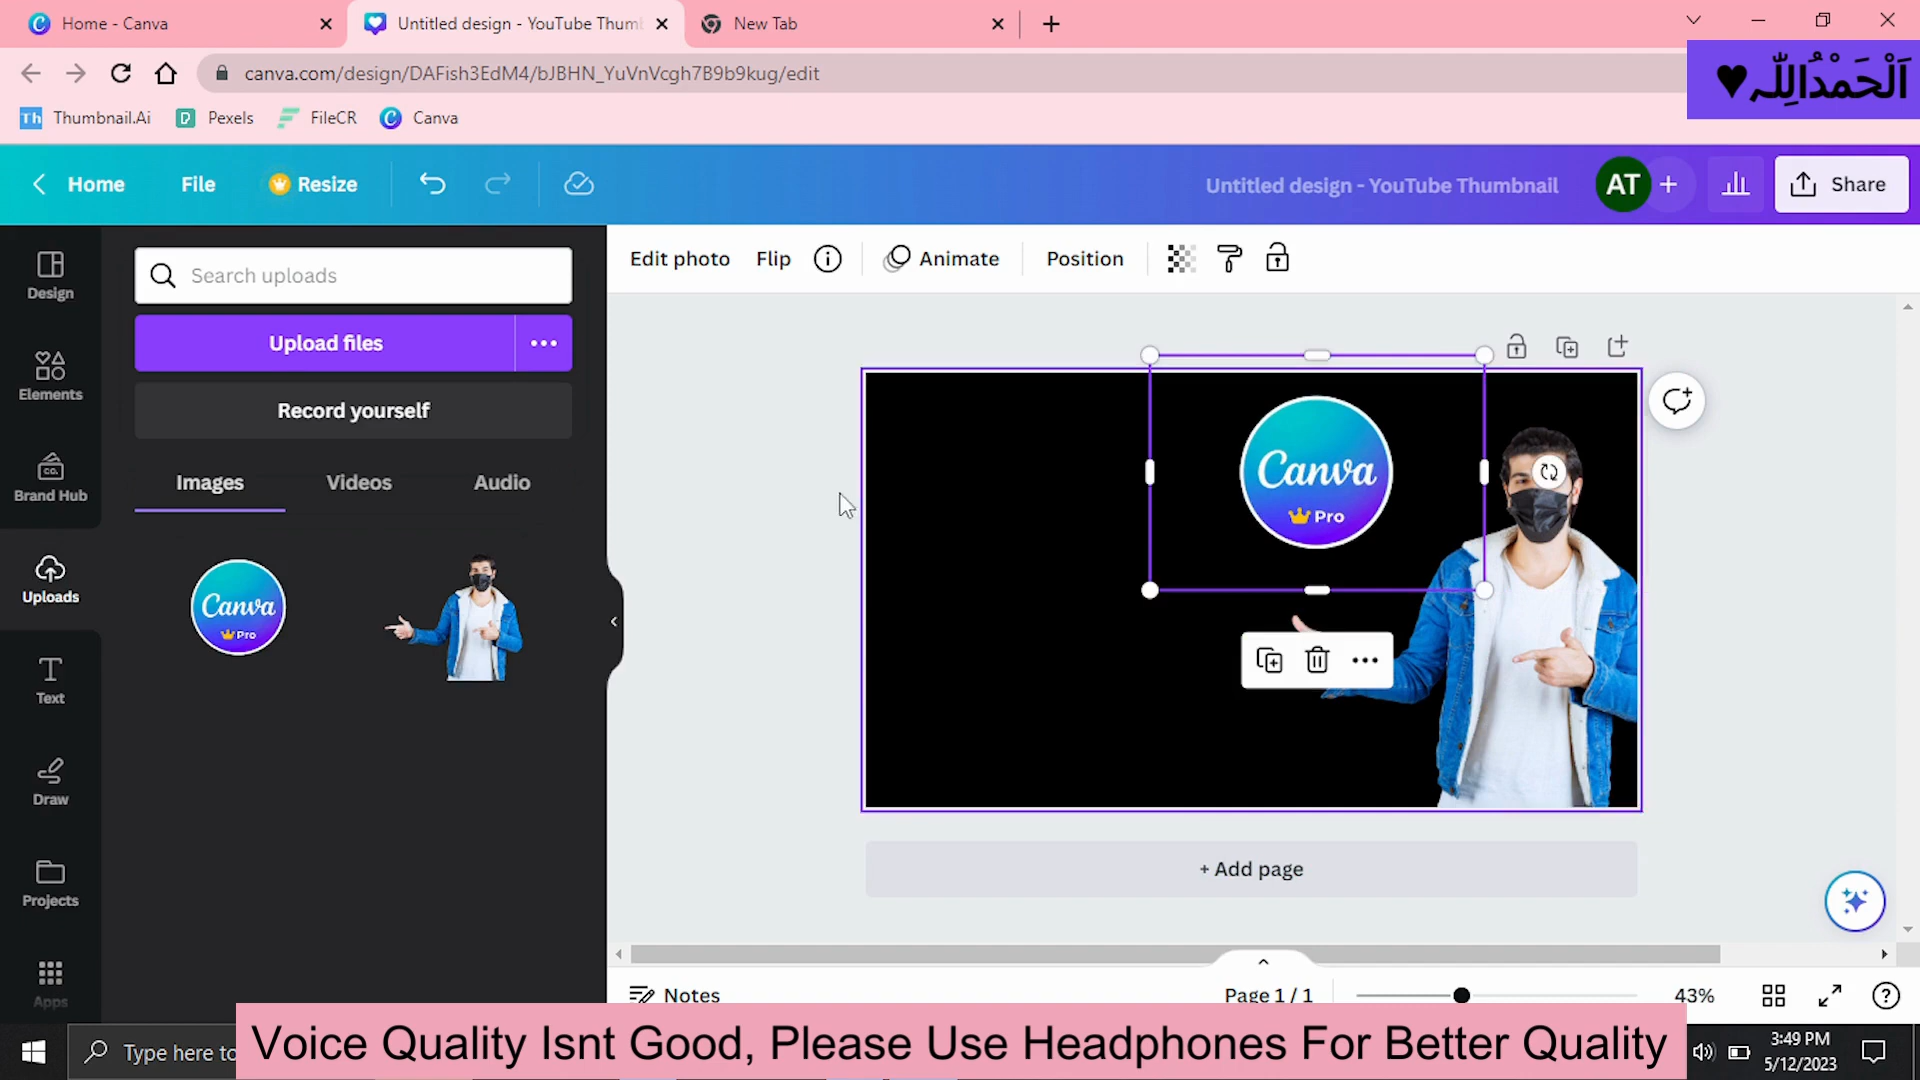 Home - Canva
Untitled design - YouTube Thumb
New Tab
canva.com/design/DAFish3EdM4/bJBHN_YuVnVcgh7B9b9kug/edit
اَلْحَمْدُاللّٰہ♥
Th Thumbnail.Ai
Pexels
FileCR
Canva
Home
File
Resize
Untitled design - YouTube Thumbnail
AT
Share
Design
Elements
CO.
Brand Hub
Uploads
Text
Draw
Projects
Apps
Search uploads
Upload files
Record yourself
Images
Videos
Audio
Canva
Pro
Edit photo
Flip
Animate
Position
Canva
Pro
+ Add page
Notes
Page 1 / 1
43%
Type here to
Voice Quality Isnt Good, Please Use Headphones For Better Quality
3:49 PM
5/12/2023